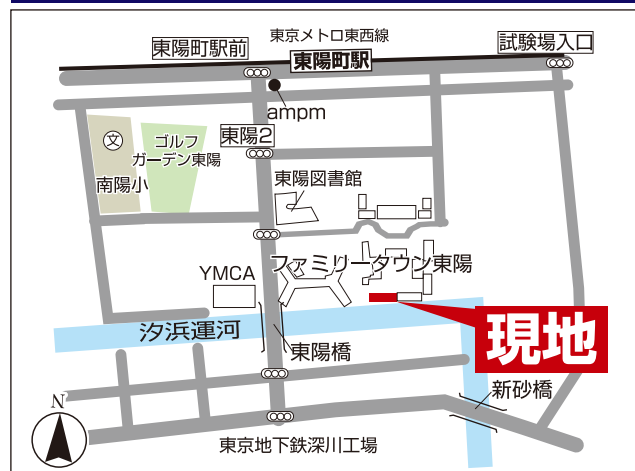 東京メトロ東西線
東陽町駅前
東陽町駅
試験場入口
ampm
東陽2
文
ゴルフ
ガーデン東陽
南陽小
東陽図書館
ファミリータウン東陽
YMCA
汐浜運河
東陽橋
現地
新砂橋
N
東京地下鉄深川工場